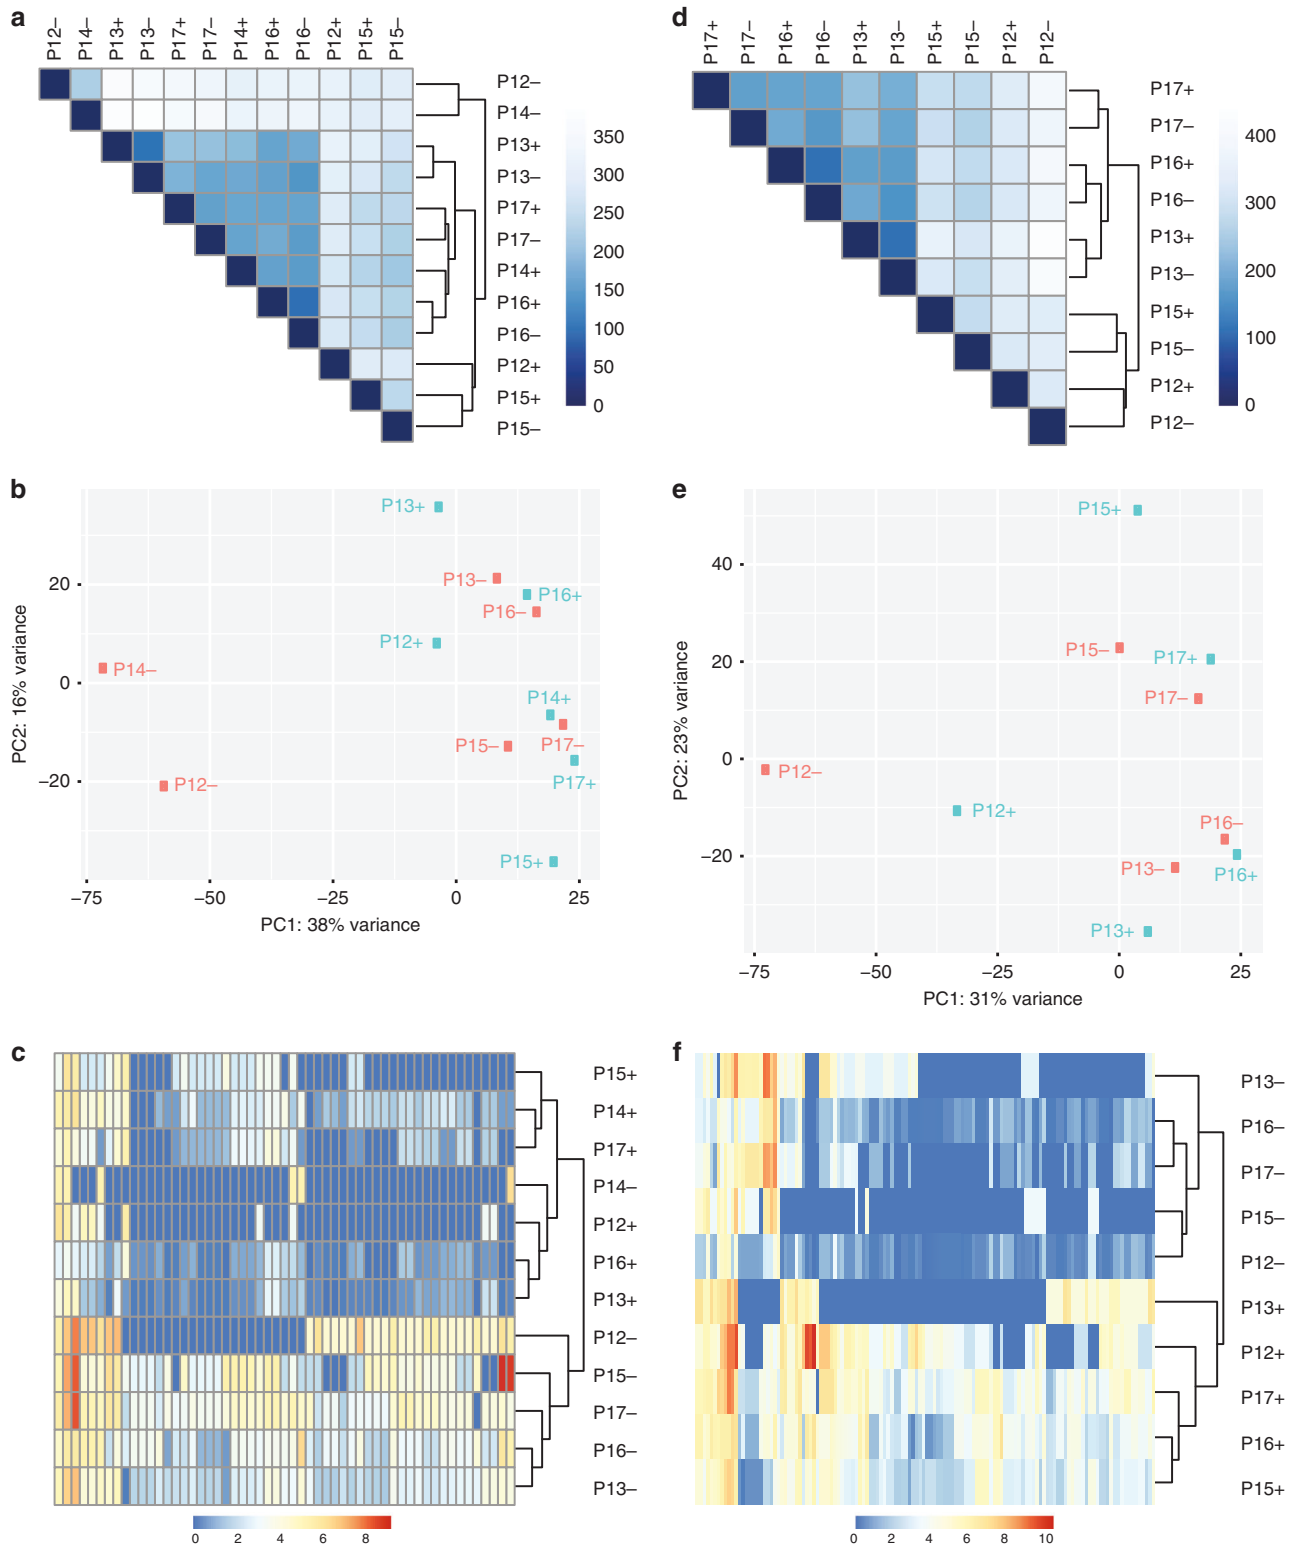 a
P12– P14– P13+ P13– P17+ P17– P14+ P16+ P16– P12+ P15+ P15–
P12–
P14–
P13+
P13–
P17+
P17–
P14+
P16+
P16–
P12+
P15+
P15–
350
300
250
200
150
100
50
0
d
P17+ P17– P16+ P16– P13+ P13– P15+ P15– P12+ P12–
P17+
P17–
P16+
P16–
P13+
P13–
P15+
P15–
P12+
P12–
400
300
200
100
0
b
PC2: 16% variance
20
0
–20
P13+
P13–
P16+
P16–
P12+
P14–
P14+
P15–
P17–
P17+
P12–
P15+
–75 –50 –25 0 25
PC1: 38% variance
e
PC2: 23% variance
40
20
0
–20
P15+
P15–
P17+
P17–
P12–
P12+
P16–
P13–
P16+
P13+
–75 –50 –25 0 25
PC1: 31% variance
c
P15+
P14+
P17+
P14–
P12+
P16+
P13+
P12–
P15–
P17–
P16–
P13–
0 2 4 6 8
f
P13–
P16–
P17–
P15–
P12–
P13+
P12+
P17+
P16+
P15+
0 2 4 6 8 10